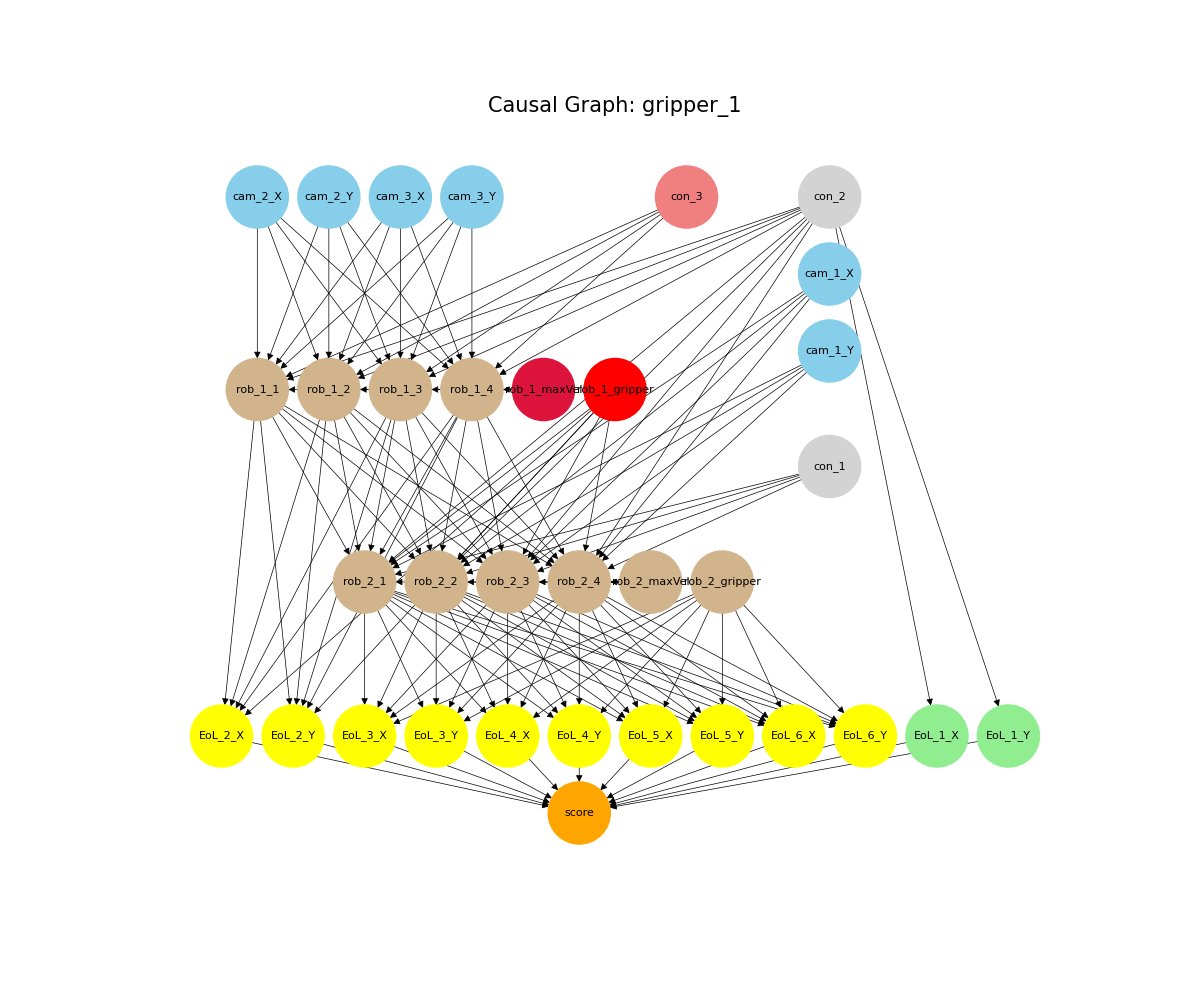 Causal Graph: gripper_1
cam_2_X cam_2_Y cam_3_X cam_3_Y con_3 con_2
cam_1_X
cam_1_Y
rob_1_1 rob_1_2 rob_1_3 rob_1_4 rob_1_maxVel rob_1_gripper
con_1
rob_2_1 rob_2_2 rob_2_3 rob_2_4 rob_2_maxVel rob_2_gripper
EoL_2_X EoL_2_Y EoL_3_X EoL_3_Y EoL_4_X EoL_4_Y EoL_5_X EoL_5_Y EoL_6_X EoL_6_Y EoL_1_X EoL_1_Y
score